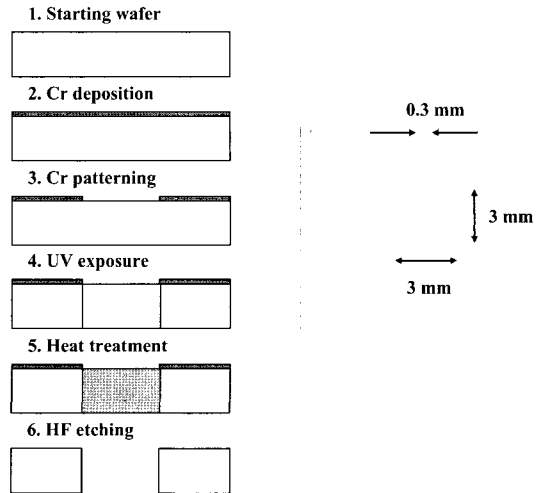 1. Starting wafer
2. Cr deposition
3. Cr patterning
4. UV exposure
5. Heat treatment
6. HF etching
0.3 mm
3 mm
3 mm